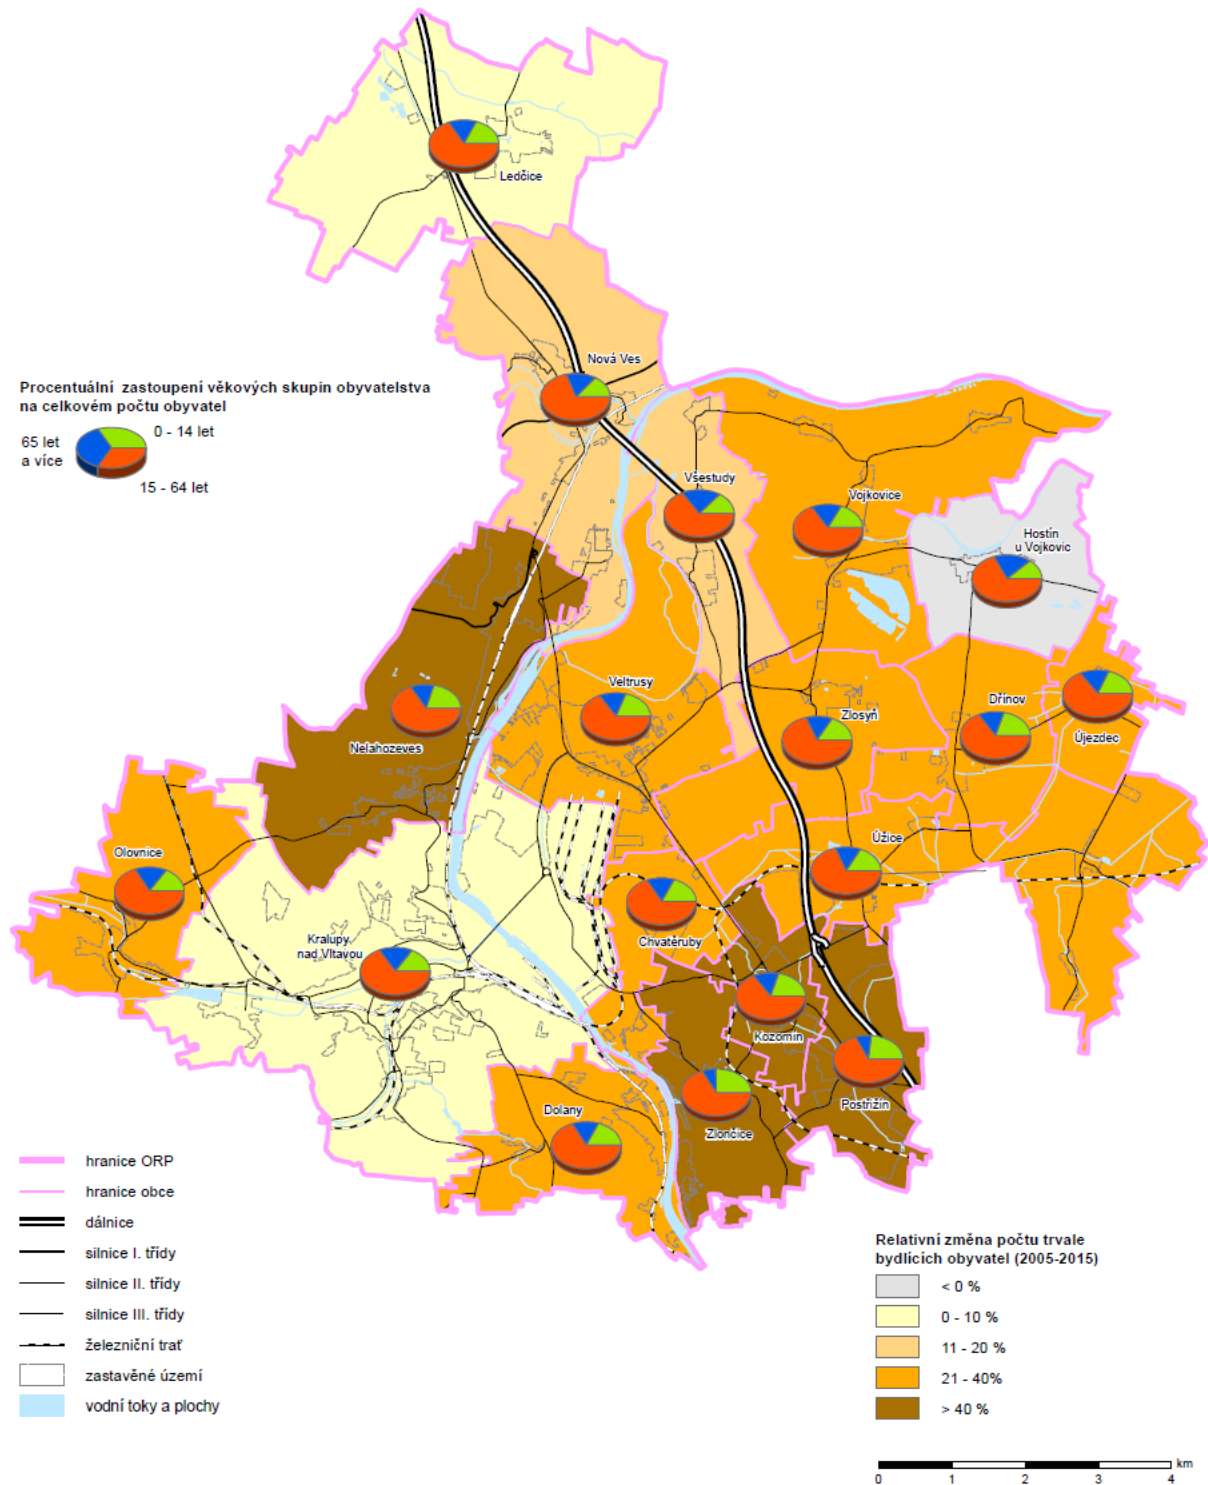 Ledčice
Nová Ves
Procentuální zastoupení věkových skupin obyvatelstva
na celkovém počtu obyvatel
0 - 14 let
65 let
a více
15 - 64 let
Všestudy
Vojkovice
Hostín
u Vojkovic
Veltrusy
Zlosyň
Dřínov
Újezdec
Nelahozeves
Olovnice
Úžice
Chvatěruby
Kralupy
nad Vltavou
Kozomín
Postřižín
Zlončice
Dolany
hranice ORP
hranice obce
dálnice
silnice I. třídy
silnice II. třídy
silnice III. třídy
železniční trať
zastavěné území
vodní toky a plochy
Relativní změna počtu trvale
bydlících obyvatel (2005-2015)
< 0 %
0 - 10 %
11 - 20 %
21 - 40%
> 40 %
km
0 1 2 3 4